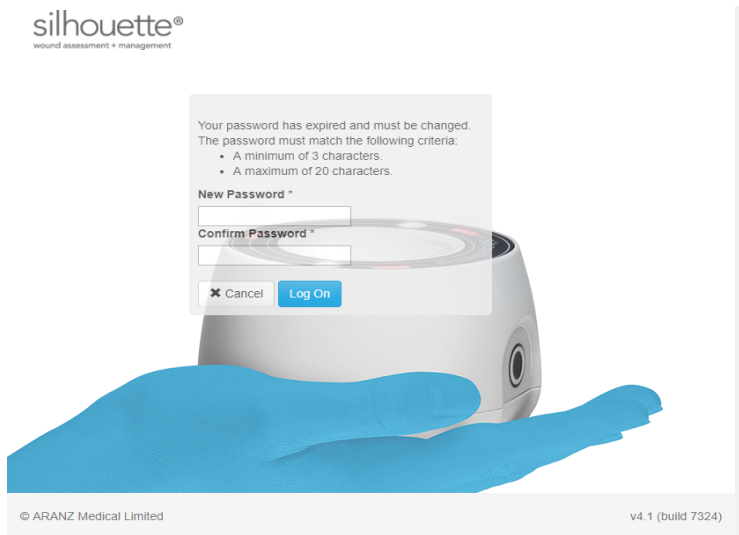 silhouette®
wound assessment + management
Your password has expired and must be changed.
The password must match the following criteria:
• A minimum of 3 characters.
• A maximum of 20 characters.
New Password *
Confirm Password *
✖ Cancel Log On
© ARANZ Medical Limited v4.1 (build 7324)